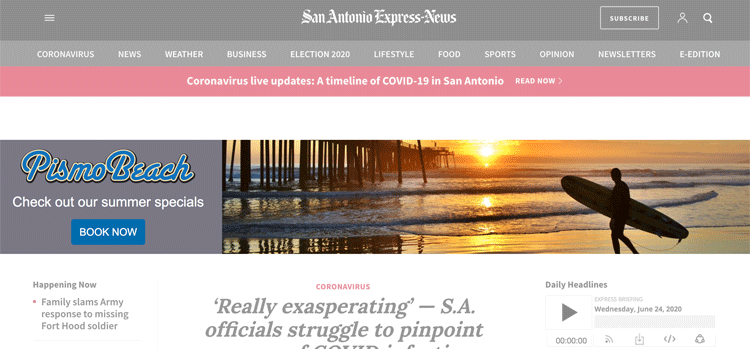 San Antonio Express-News
SUBSCRIBE
CORONAVIRUS NEWS WEATHER BUSINESS ELECTION 2020 LIFESTYLE FOOD SPORTS OPINION NEWSLETTERS E-EDITION
Coronavirus live updates: A timeline of COVID-19 in San Antonio READ NOW
Pismo Beach
Check out our summer specials
BOOK NOW
Happening Now
Family slams Army
response to missing
Fort Hood soldier
CORONAVIRUS
‘Really exasperating’ — S.A.
officials struggle to pinpoint
Daily Headlines
EXPRESS BRIEFING
Wednesday, June 24, 2020
00:00:00